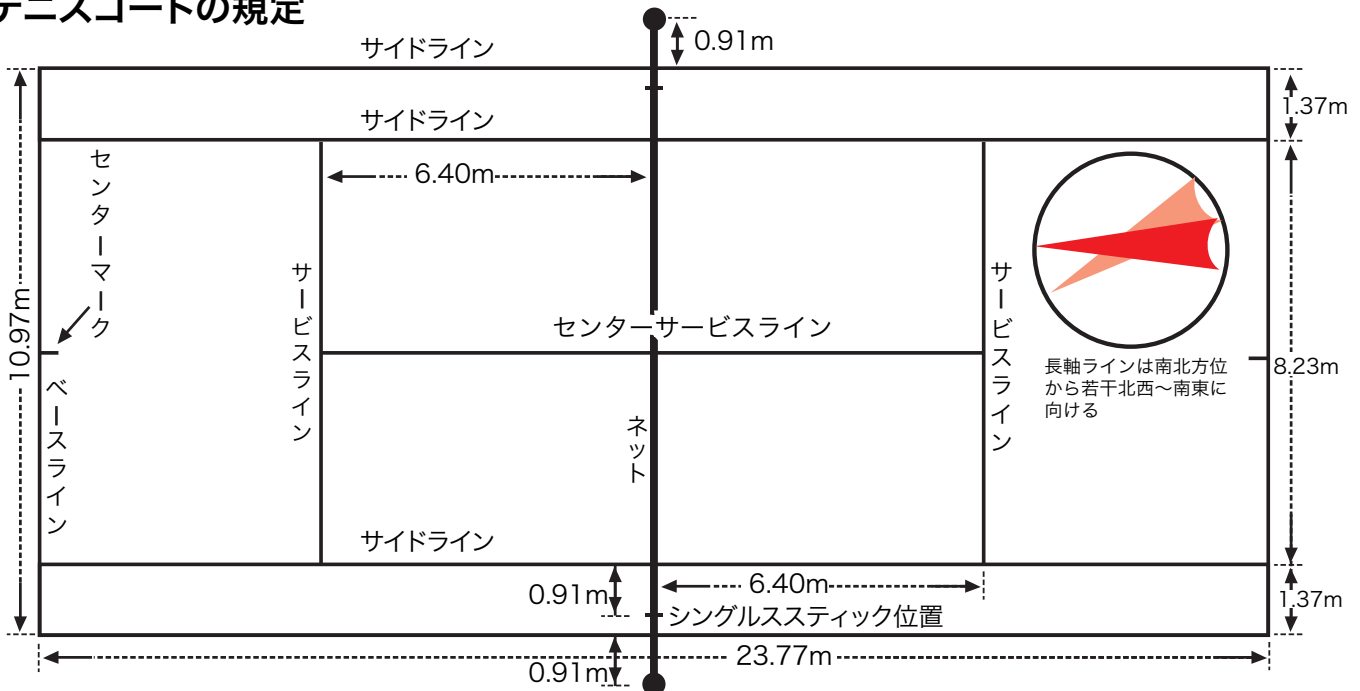 テニスコートの規定
0.91m
サイドライン
1.37m
サイドライン
6.40m
センターマーク
サービスライン
サービスライン
センターサービスライン
10.97m
8.23m
長軸ラインは南北方位
から若干北西〜南東に
向ける
ベースライン
ネット
サイドライン
0.91m
6.40m
1.37m
シングルススティック位置
23.77m
0.91m